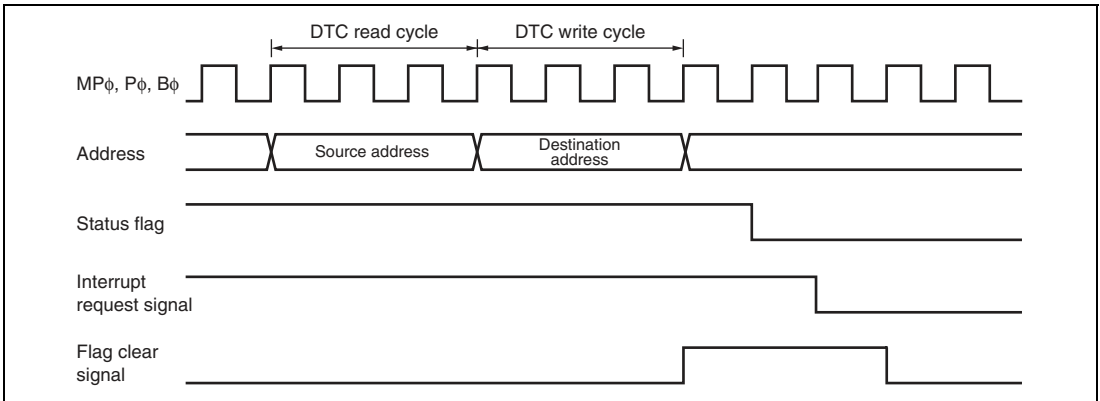 DTC read cycle DTC write cycle
MPϕ, Pϕ, Bϕ
Address Source address Destination
address
Status flag
Interrupt
request signal
Flag clear
signal